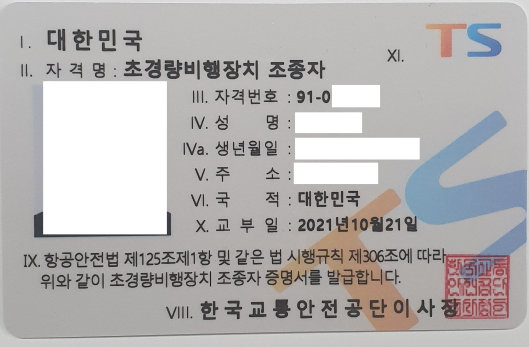 I. 대한민국
XI. TS
II. 자격명 : 초경량비행장치 조종자
III. 자격번호 : 91-0
IV. 성 명 :
IVa. 생년월일 :
V. 주 소 :
VI. 국 적 : 대한민국
X. 교 부 일 : 2021년10월21일
IX. 항공안전법 제125조제1항 및 같은 법 시행규칙 제306조에 따라
위와 같이 초경량비행장치 조종자 증명서를 발급합니다.
VIII. 한국교통안전공단이사장
TS